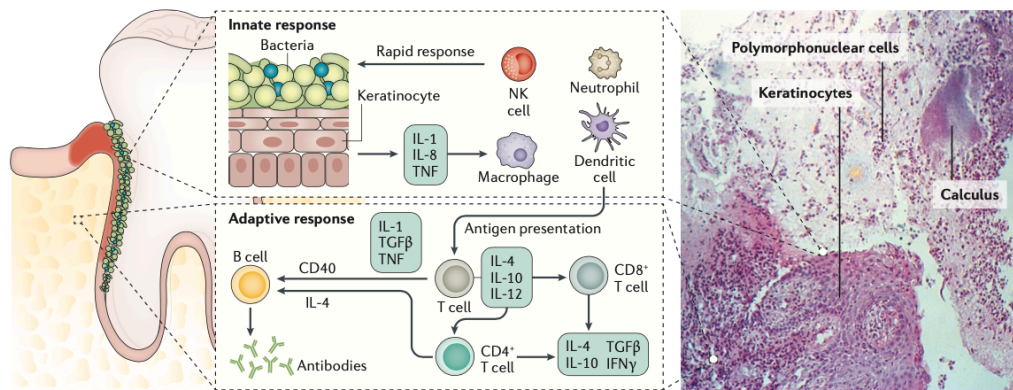 Innate response
Bacteria
Rapid response
NK
cell
Neutrophil
Keratinocyte
IL-1
IL-8
TNF
Macrophage
Dendritic
cell
Adaptive response
IL-1
TGFβ
TNF
Antigen presentation
B cell
CD40
IL-4
T cell
IL-4
IL-10
IL-12
CD8⁺
T cell
Antibodies
CD4⁺
T cell
IL-4 TGFβ
IL-10 IFNγ
Polymorphonuclear cells
Keratinocytes
Calculus